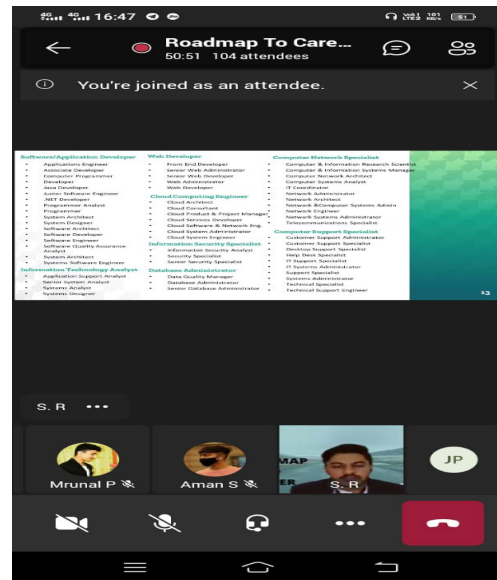 4G 4G 16:47
VoLTE2 101 KB/s 51
Roadmap To Care...
50:51 104 attendees
You're joined as an attendee.
Software/Application Developer
• Applications Engineer
• Associate Developer
• Computer Programmer
• Developer
• Java Developer
• Junior Software Engineer
• .NET Developer
• Programmer Analyst
• Programmer
• System Architect
• System Designer
• Software Architect
• Software Developer
• Software Engineer
• Software Quality Assurance
Analyst
• System Architect
• Systems Software Engineer
Information Technology Analyst
• Application Support Analyst
• Senior System Analyst
• Systems Analyst
• Systems Designer
Web Developer
• Front End Developer
• Senior Web Administrator
• Senior Web Developer
• Web Administrator
• Web Developer
Cloud Computing Engineer
• Cloud Architect
• Cloud Consultant
• Cloud Product & Project Manager
• Cloud Services Developer
• Cloud Software & Network Eng.
• Cloud System Administrator
• Cloud System Engineer
Information Security Specialist
• Information Security Analyst
• Security Specialist
• Senior Security Specialist
Database Administrator
• Data Quality Manager
• Database Administrator
• Senior Database Administrator
Computer Network Specialist
• Computer & Information Research Scientist
• Computer & Information Systems Manager
• Computer Network Architect
• Computer Systems Analyst
• IT Coordinator
• Network Administrator
• Network Architect
• Network &Computer Systems Admin
• Network Engineer
• Network Systems Administrator
• Telecommunications Specialist
Computer Support Specialist
• Customer Support Administrator
• Customer Support Specialist
• Desktop Support Specialist
• Help Desk Specialist
• IT Support Specialist
• IT Systems Administrator
• Support Specialist
• Systems Administrator
• Technical Specialist
• Technical Support Engineer
13
S. R •••
Mrunal P
Aman S
MAP
ER
S. R
JP